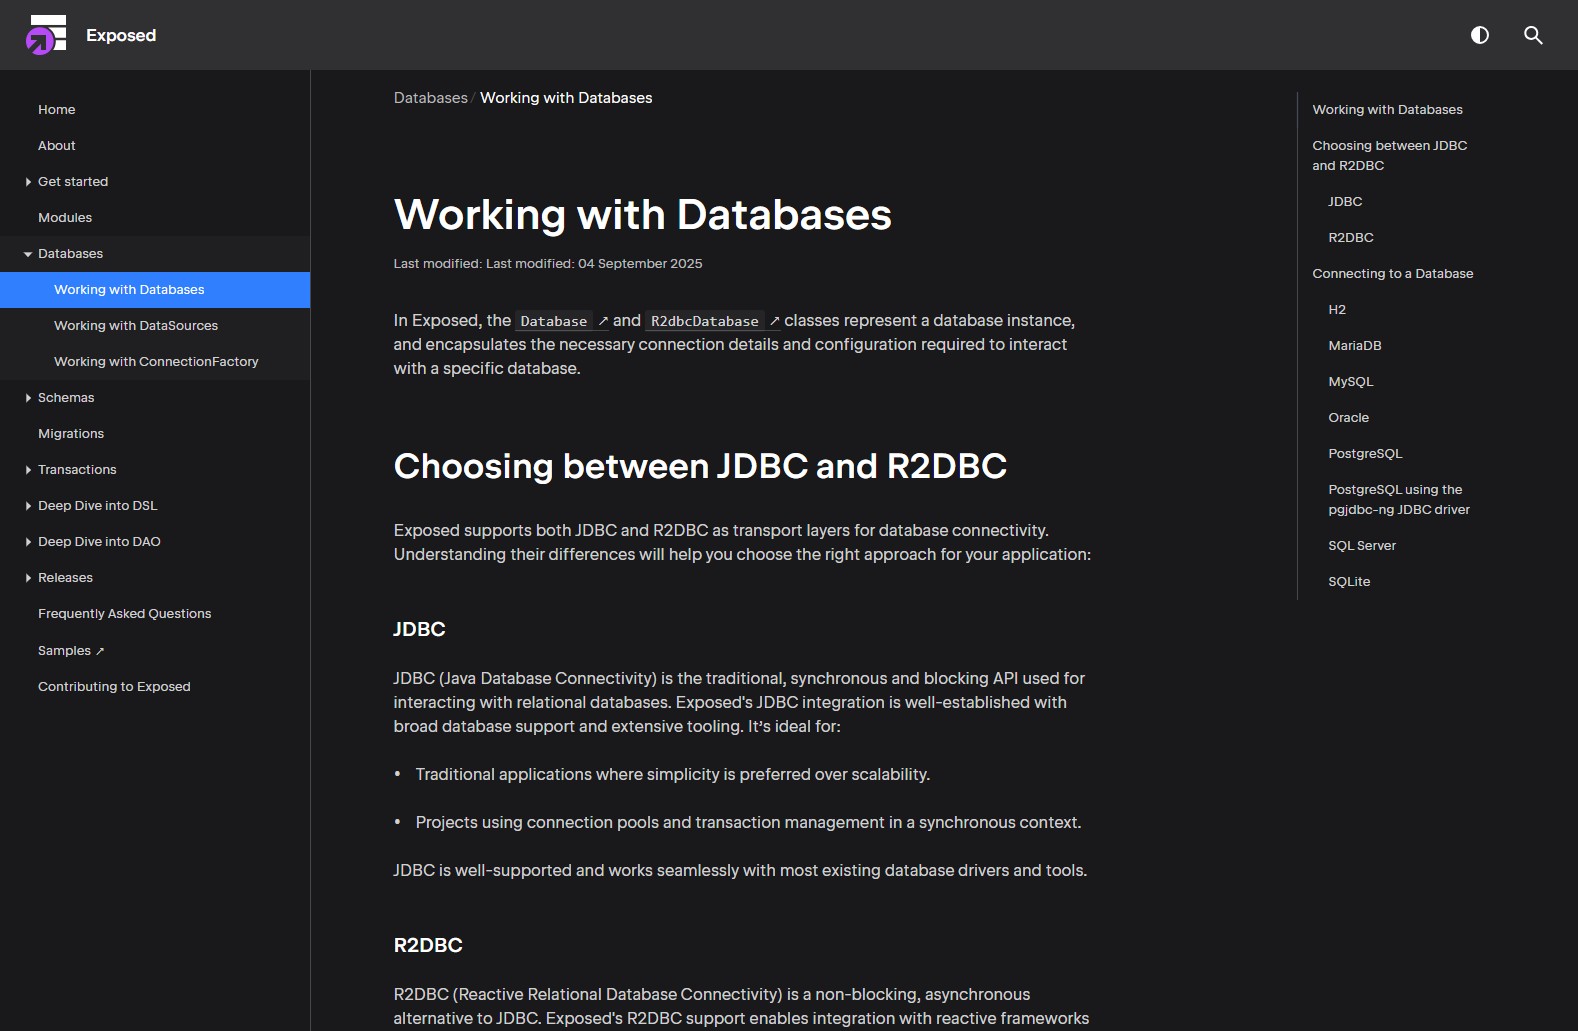 Exposed
Home
About
Get started
Modules
Databases
Working with Databases
Working with DataSources
Working with ConnectionFactory
Schemas
Migrations
Transactions
Deep Dive into DSL
Deep Dive into DAO
Releases
Frequently Asked Questions
Samples ↗
Contributing to Exposed
Databases / Working with Databases
Working with Databases
Last modified: Last modified: 04 September 2025
In Exposed, the Database ↗ and R2dbcDatabase ↗ classes represent a database instance,
and encapsulates the necessary connection details and configuration required to interact
with a specific database.
Choosing between JDBC and R2DBC
Exposed supports both JDBC and R2DBC as transport layers for database connectivity.
Understanding their differences will help you choose the right approach for your application:
JDBC
JDBC (Java Database Connectivity) is the traditional, synchronous and blocking API used for
interacting with relational databases. Exposed's JDBC integration is well-established with
broad database support and extensive tooling. It’s ideal for:
• Traditional applications where simplicity is preferred over scalability.
• Projects using connection pools and transaction management in a synchronous context.
JDBC is well-supported and works seamlessly with most existing database drivers and tools.
R2DBC
R2DBC (Reactive Relational Database Connectivity) is a non-blocking, asynchronous
alternative to JDBC. Exposed's R2DBC support enables integration with reactive frameworks
Working with Databases
Choosing between JDBC
and R2DBC
JDBC
R2DBC
Connecting to a Database
H2
MariaDB
MySQL
Oracle
PostgreSQL
PostgreSQL using the
pgjdbc-ng JDBC driver
SQL Server
SQLite